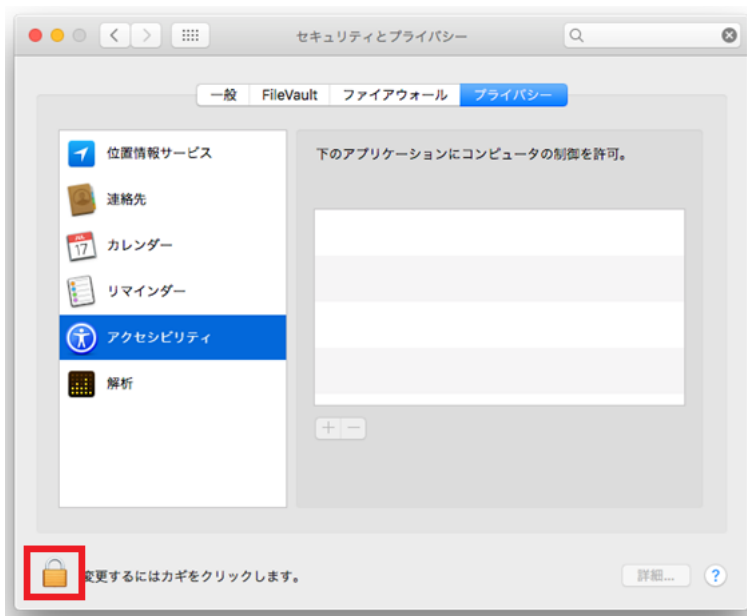 セキュリティとプライバシー
一般 FileVault ファイアウォール プライバシー
位置情報サービス
下のアプリケーションにコンピュータの制御を許可。
連絡先
17
カレンダー
リマインダー
アクセシビリティ
解析
変更するにはカギをクリックします。
詳細...
?